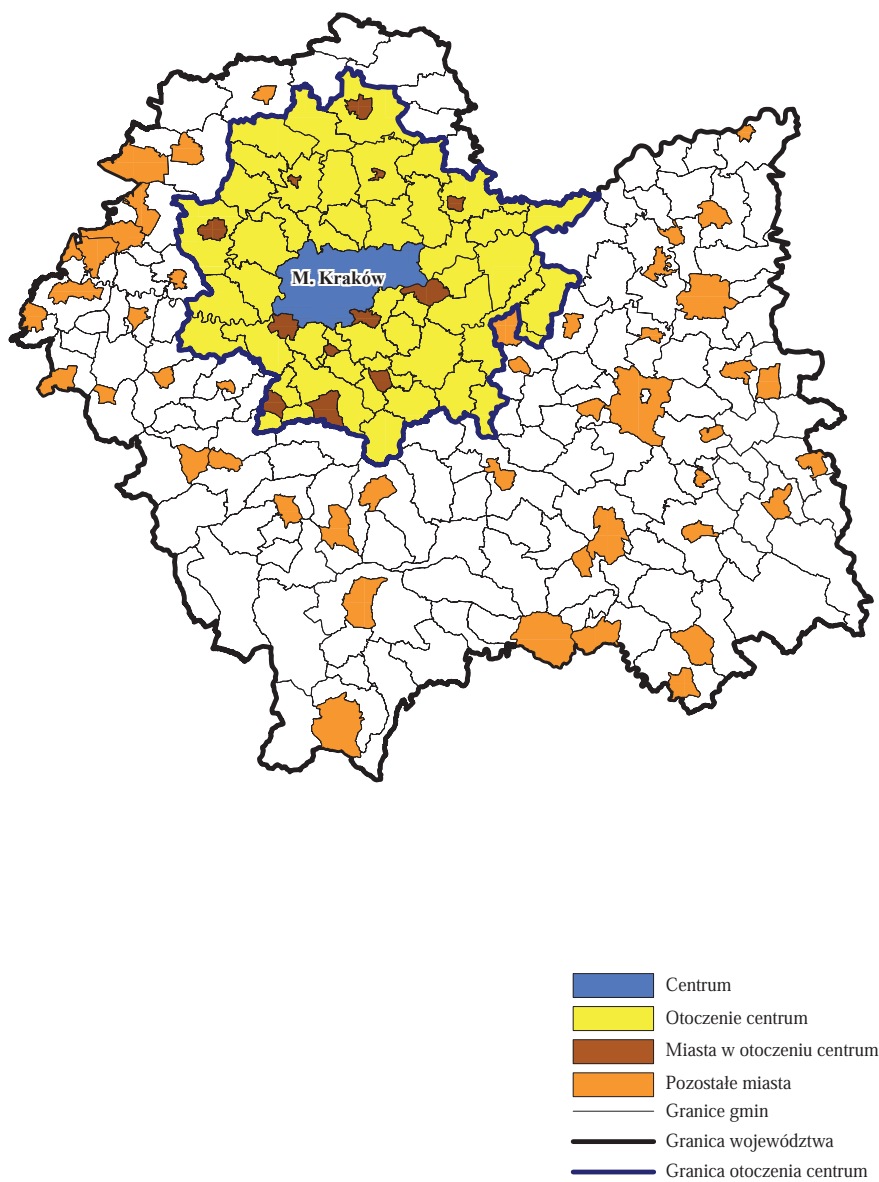 M. Kraków
Centrum
Otoczenie centrum
Miasta w otoczeniu centrum
Pozostałe miasta
Granice gmin
Granica województwa
Granica otoczenia centrum